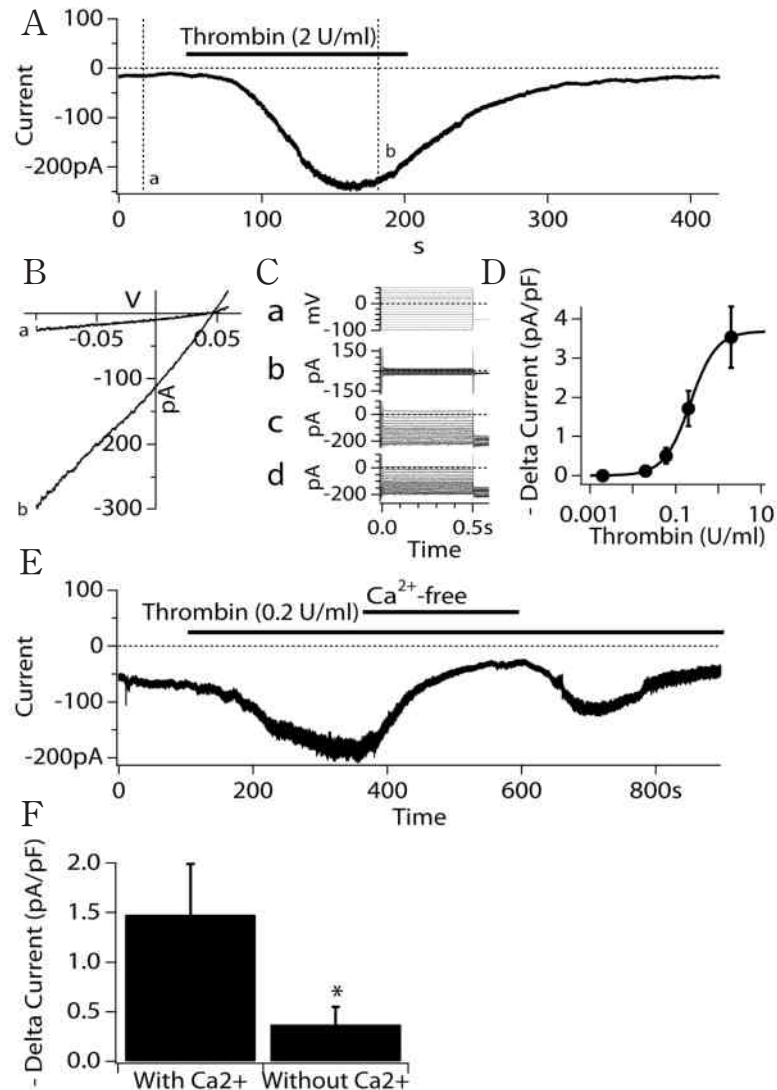 A
100
0
-100
-200pA
Current
Thrombin (2 U/ml)
a
b
0
100
200
300
400
s
B
V
a
-0.05
0.05
-100
pA
-200
b
-300
C
a
0
-100
mV
b
150
-150
pA
c
0
-200
pA
d
0
-200
pA
0.0
0.5s
Time
D
4
3
2
1
0
- Delta Current (pA/pF)
0.001
0.1
10
Thrombin (U/ml)
E
100
0
-100
-200pA
Current
Thrombin (0.2 U/ml)
Ca2+-free
0
200
400
600
800s
Time
F
2.0
1.5
1.0
0.5
0.0
- Delta Current (pA/pF)
*
With Ca2+
Without Ca2+